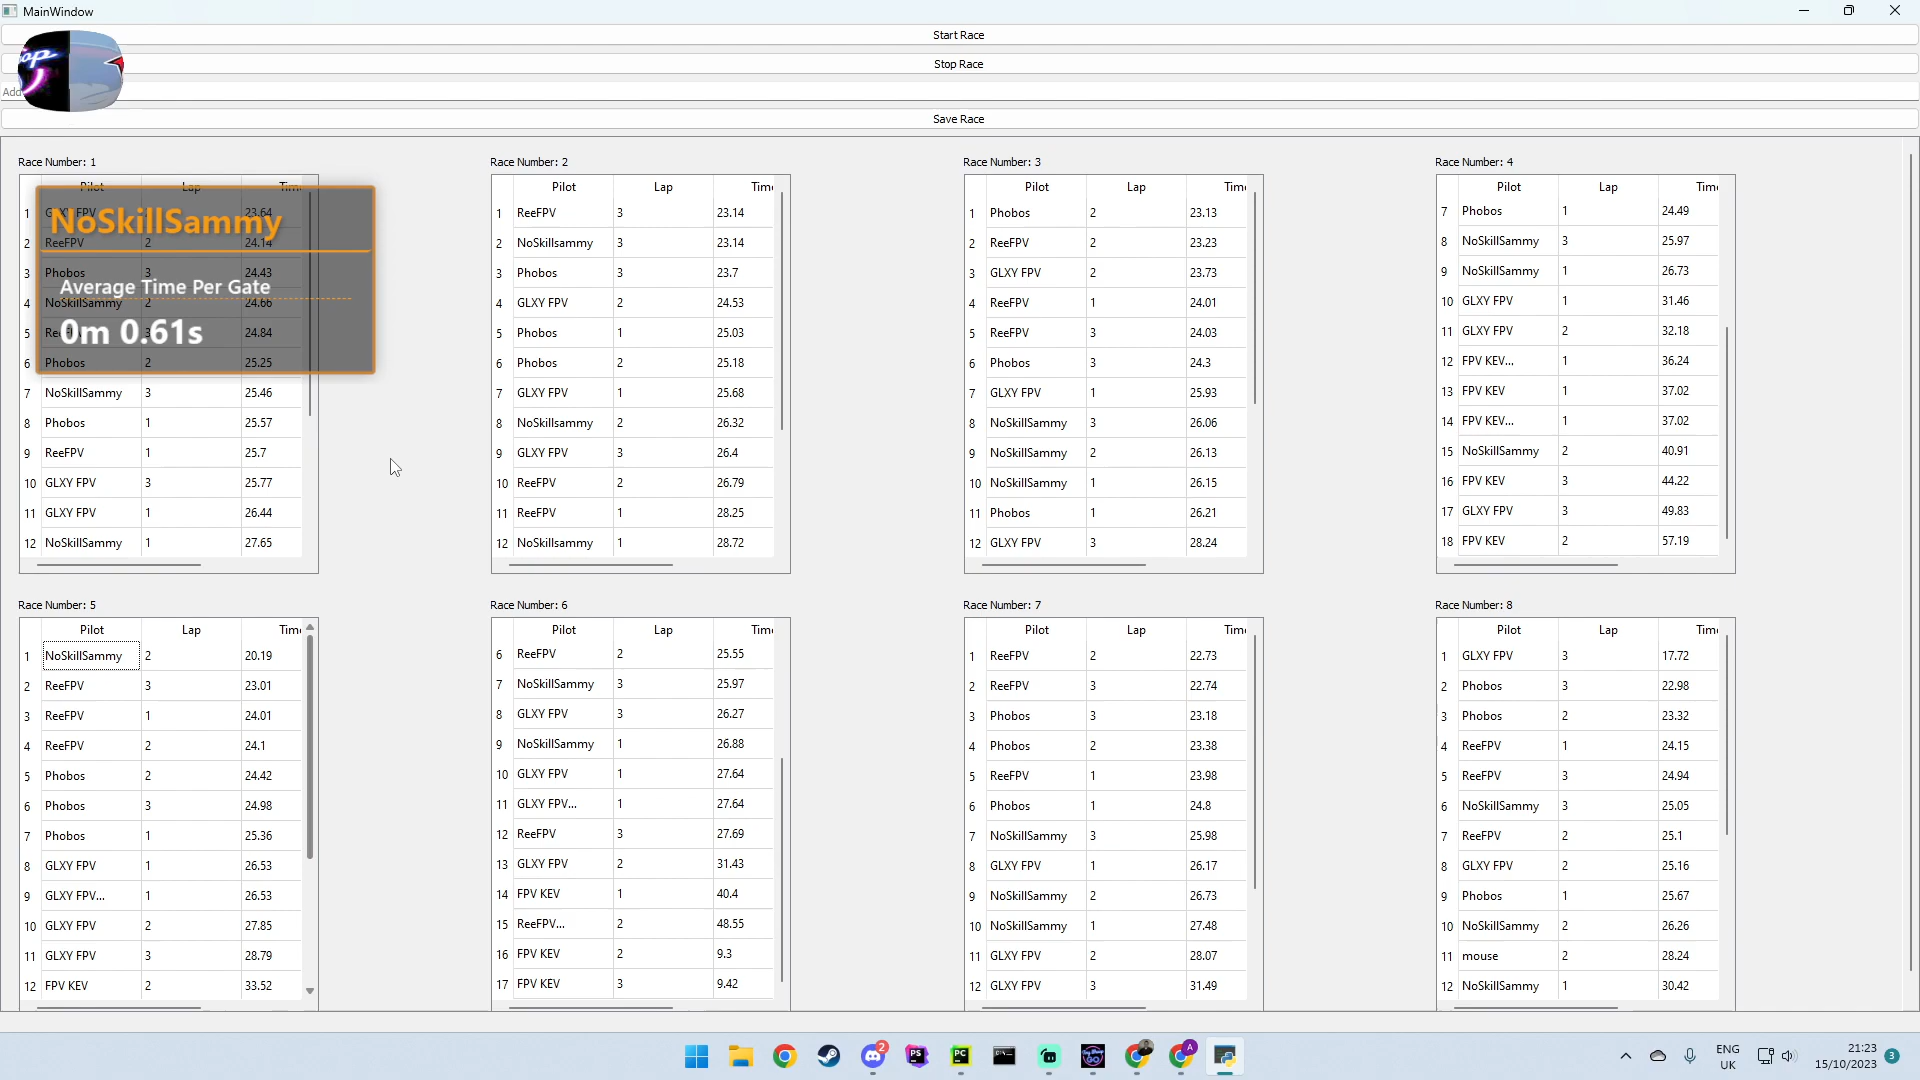 MainWindow
Start Race
Stop Race
Add
Save Race
Race Number: 1
Pilot Lap Time
1 GLXY FPV 23.64
2 ReeFPV 2 24.14
3 Phobos 3 24.43
4 NoSkillSammy 2 24.66
5 ReeFPV 3 24.84
6 Phobos 2 25.25
7 NoSkillSammy 3 25.46
8 Phobos 1 25.57
9 ReeFPV 1 25.7
10 GLXY FPV 3 25.77
11 GLXY FPV 1 26.44
12 NoSkillSammy 1 27.65
NoSkillSammy
Average Time Per Gate
0m 0.61s
Race Number: 2
Pilot Lap Time
1 ReeFPV 3 23.14
2 NoSkillsammy 3 23.14
3 Phobos 3 23.7
4 GLXY FPV 2 24.53
5 Phobos 1 25.03
6 Phobos 2 25.18
7 GLXY FPV 1 25.68
8 NoSkillsammy 2 26.32
9 GLXY FPV 3 26.4
10 ReeFPV 2 26.79
11 ReeFPV 1 28.25
12 NoSkillsammy 1 28.72
Race Number: 3
Pilot Lap Time
1 Phobos 2 23.13
2 ReeFPV 2 23.23
3 GLXY FPV 2 23.73
4 ReeFPV 1 24.01
5 ReeFPV 3 24.03
6 Phobos 3 24.3
7 GLXY FPV 1 25.93
8 NoSkillSammy 3 26.06
9 NoSkillSammy 2 26.13
10 NoSkillSammy 1 26.15
11 Phobos 1 26.21
12 GLXY FPV 3 28.24
Race Number: 4
Pilot Lap Time
7 Phobos 1 24.49
8 NoSkillSammy 3 25.97
9 NoSkillSammy 1 26.73
10 GLXY FPV 1 31.46
11 GLXY FPV 2 32.18
12 FPV KEV... 1 36.24
13 FPV KEV 1 37.02
14 FPV KEV... 1 37.02
15 NoSkillSammy 2 40.91
16 FPV KEV 3 44.22
17 GLXY FPV 3 49.83
18 FPV KEV 2 57.19
Race Number: 5
Pilot Lap Time
1 NoSkillSammy 2 20.19
2 ReeFPV 3 23.01
3 ReeFPV 1 24.01
4 ReeFPV 2 24.1
5 Phobos 2 24.42
6 Phobos 3 24.98
7 Phobos 1 25.36
8 GLXY FPV 1 26.53
9 GLXY FPV... 1 26.53
10 GLXY FPV 2 27.85
11 GLXY FPV 3 28.79
12 FPV KEV 2 33.52
Race Number: 6
Pilot Lap Time
6 ReeFPV 2 25.55
7 NoSkillSammy 3 25.97
8 GLXY FPV 3 26.27
9 NoSkillSammy 1 26.88
10 GLXY FPV 1 27.64
11 GLXY FPV... 1 27.64
12 ReeFPV 3 27.69
13 GLXY FPV 2 31.43
14 FPV KEV 1 40.4
15 ReeFPV... 2 48.55
16 FPV KEV 2 9.3
17 FPV KEV 3 9.42
Race Number: 7
Pilot Lap Time
1 ReeFPV 2 22.73
2 ReeFPV 3 22.74
3 Phobos 3 23.18
4 Phobos 2 23.38
5 ReeFPV 1 23.98
6 Phobos 1 24.8
7 NoSkillSammy 3 25.98
8 GLXY FPV 1 26.17
9 NoSkillSammy 2 26.73
10 NoSkillSammy 1 27.48
11 GLXY FPV 2 28.07
12 GLXY FPV 3 31.49
Race Number: 8
Pilot Lap Time
1 GLXY FPV 3 17.72
2 Phobos 3 22.98
3 Phobos 2 23.32
4 ReeFPV 1 24.15
5 ReeFPV 3 24.94
6 NoSkillSammy 3 25.05
7 ReeFPV 2 25.1
8 GLXY FPV 2 25.16
9 Phobos 1 25.67
10 NoSkillSammy 2 26.26
11 mouse 2 28.24
12 NoSkillSammy 1 30.42
2
PS
PC
A
ENG
UK
21:23
15/10/2023
3